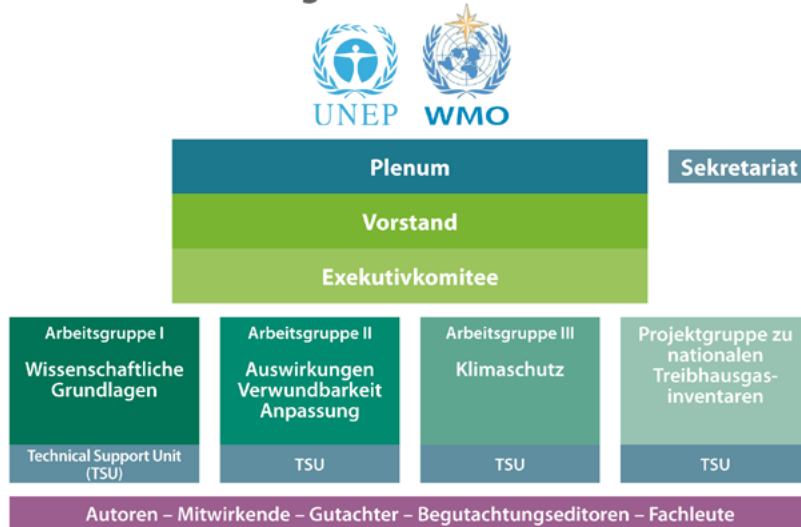 UNEP
WMO
Plenum
Sekretariat
Vorstand
Exekutivkomitee
Arbeitsgruppe I
Wissenschaftliche
Grundlagen
Technical Support Unit
(TSU)
Arbeitsgruppe II
Auswirkungen
Verwundbarkeit
Anpassung
TSU
Arbeitsgruppe III
Klimaschutz
TSU
Projektgruppe zu
nationalen
Treibhausgas-
inventaren
TSU
Autoren – Mitwirkende – Gutachter – Begutachtungseditoren – Fachleute